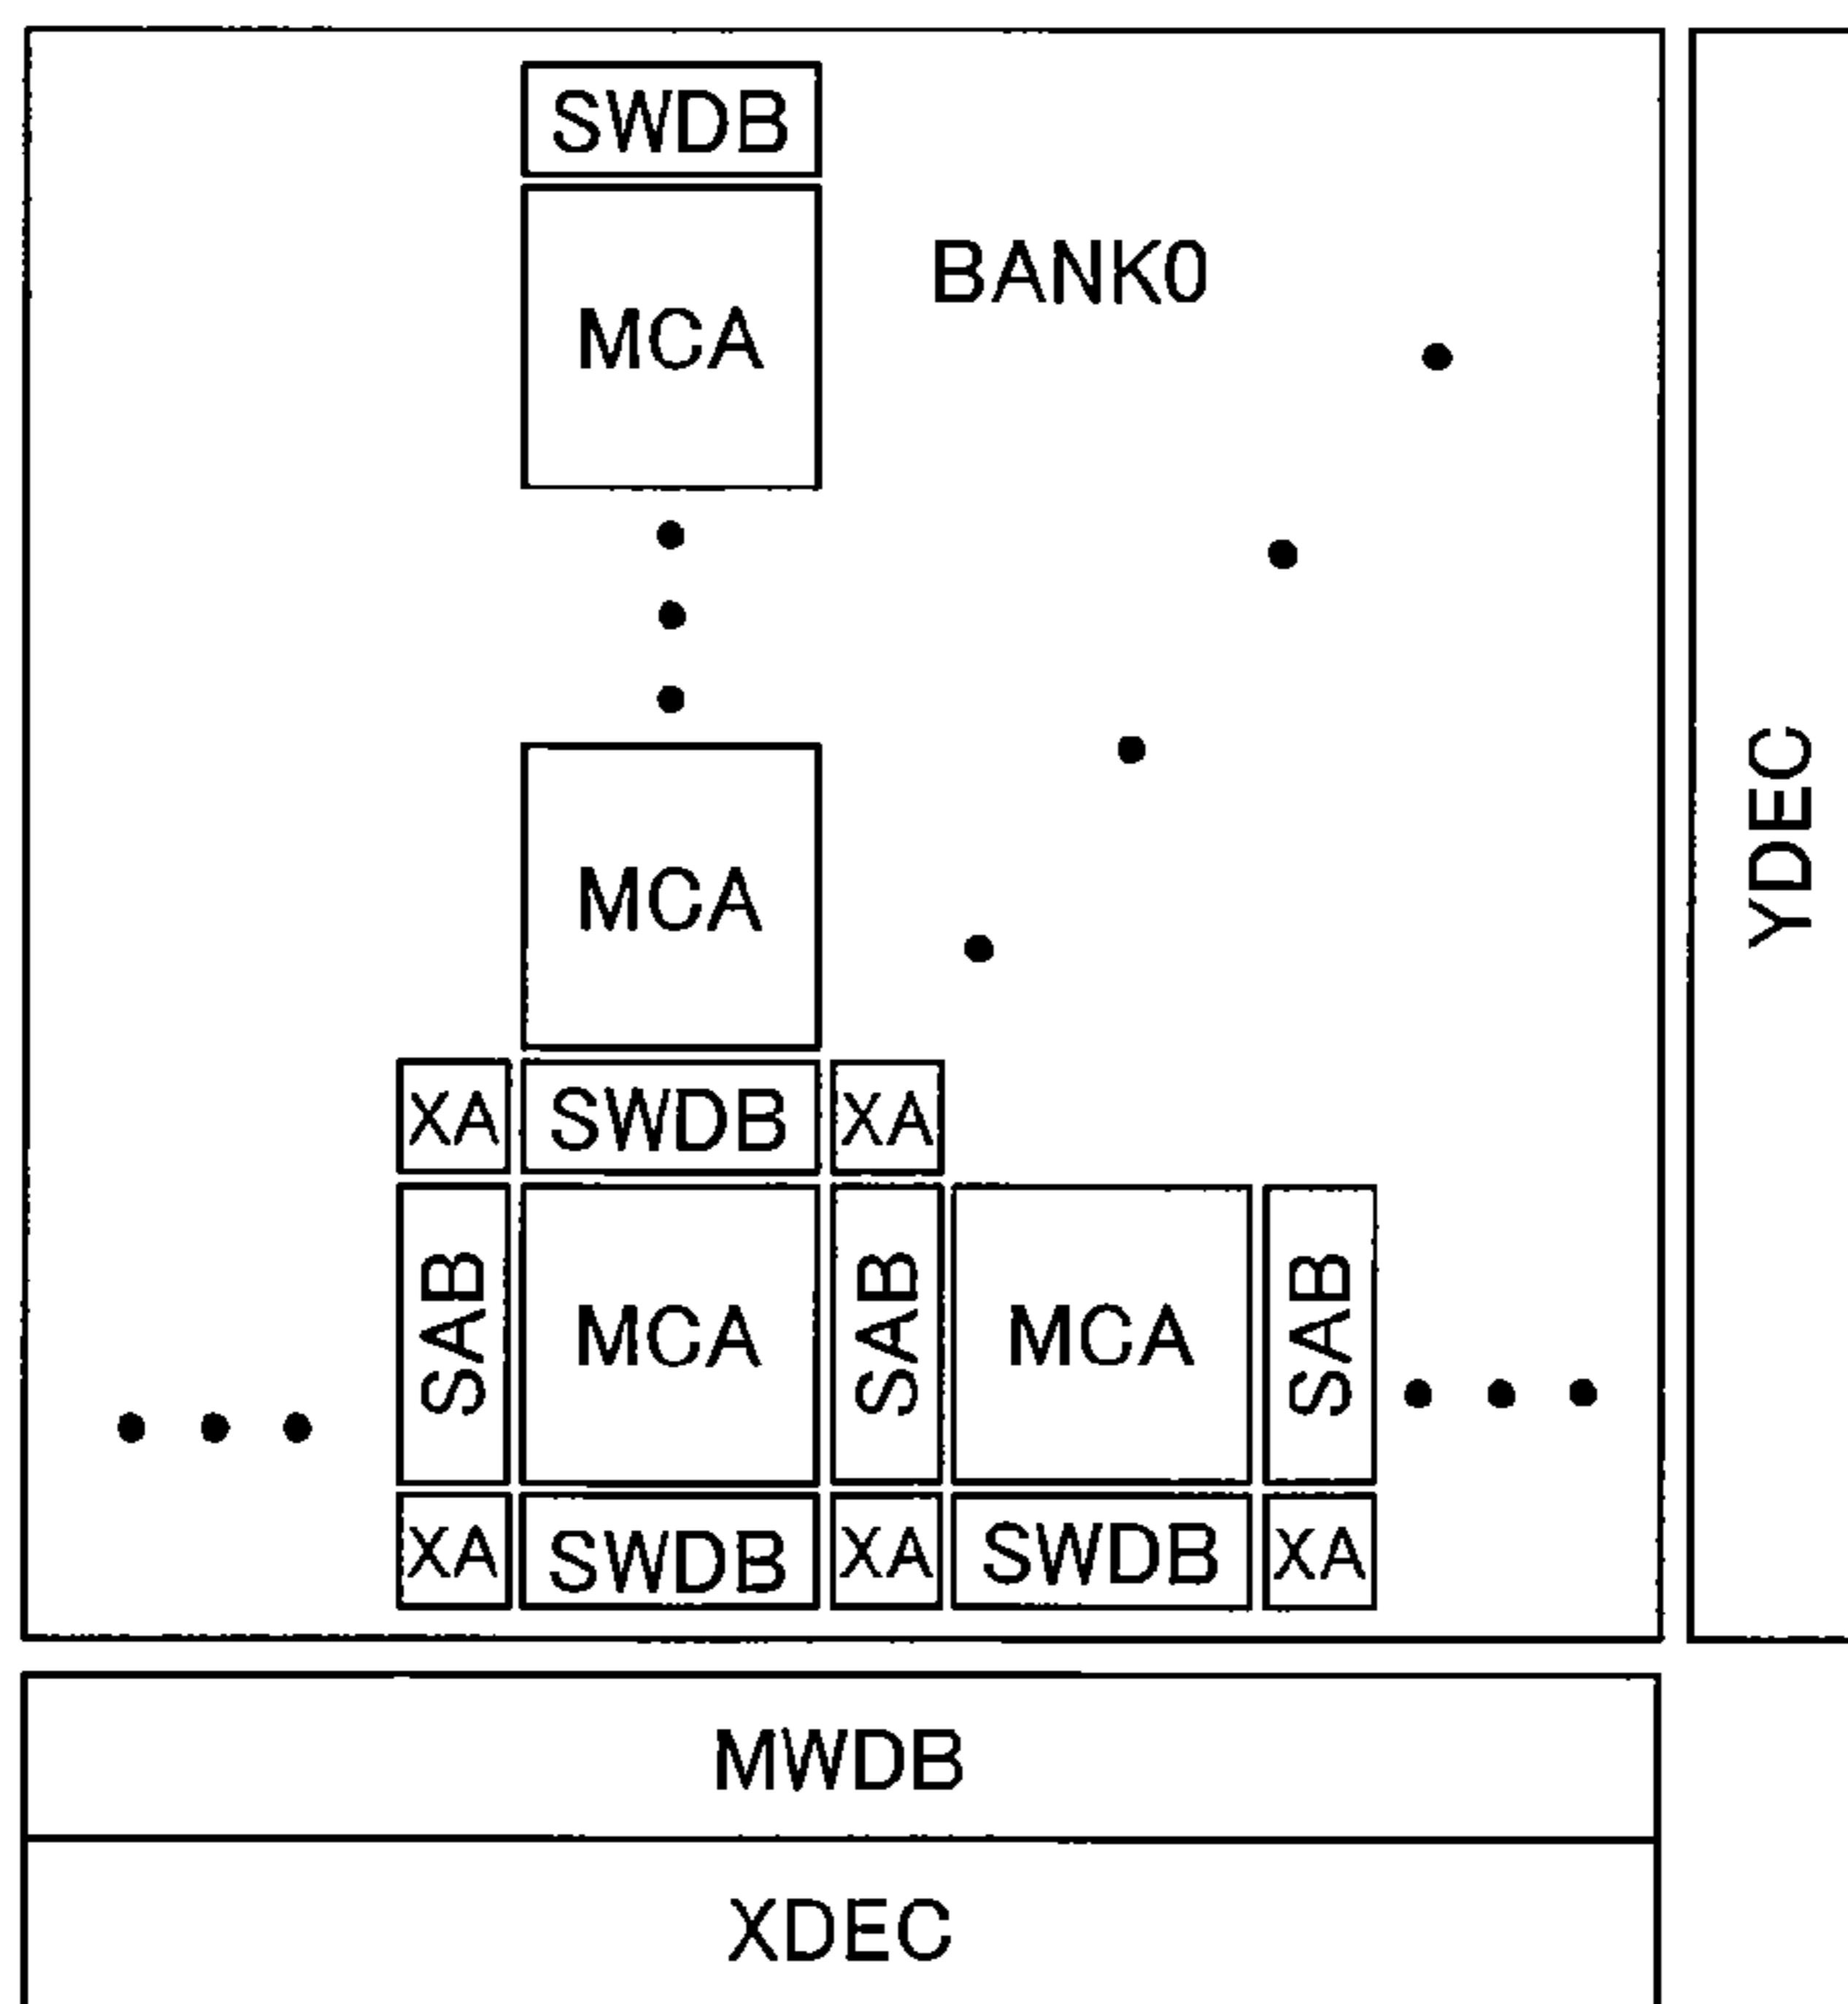 SWDB
MCA
BANK0
MCA
YDEC
XA SWDB XA
SAB MCA SAB MCA SAB
XA SWDB XA SWDB XA
MWDB
XDEC